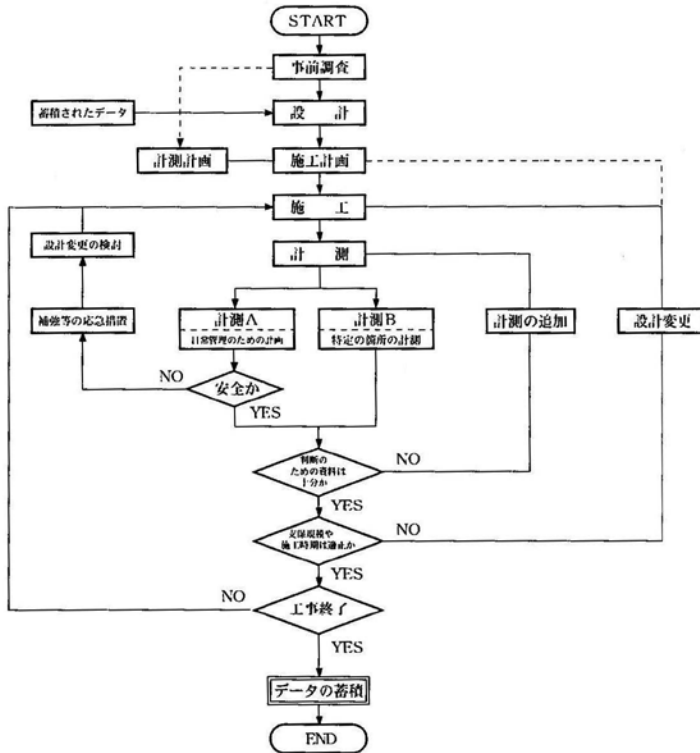 START
事前調査
蓄積されたデータ
設 計
計測計画
施工計画
施 工
設計変更の検討
計 測
補強等の応急措置
計測A
日常管理のための計画
計測B
特定の箇所の計測
計測の追加
設計変更
NO
安全か
YES
判断の
ための資料は
十分か
NO
YES
支保規模や
施工時期は適正か
NO
YES
NO
工事終了
YES
データの蓄積
END